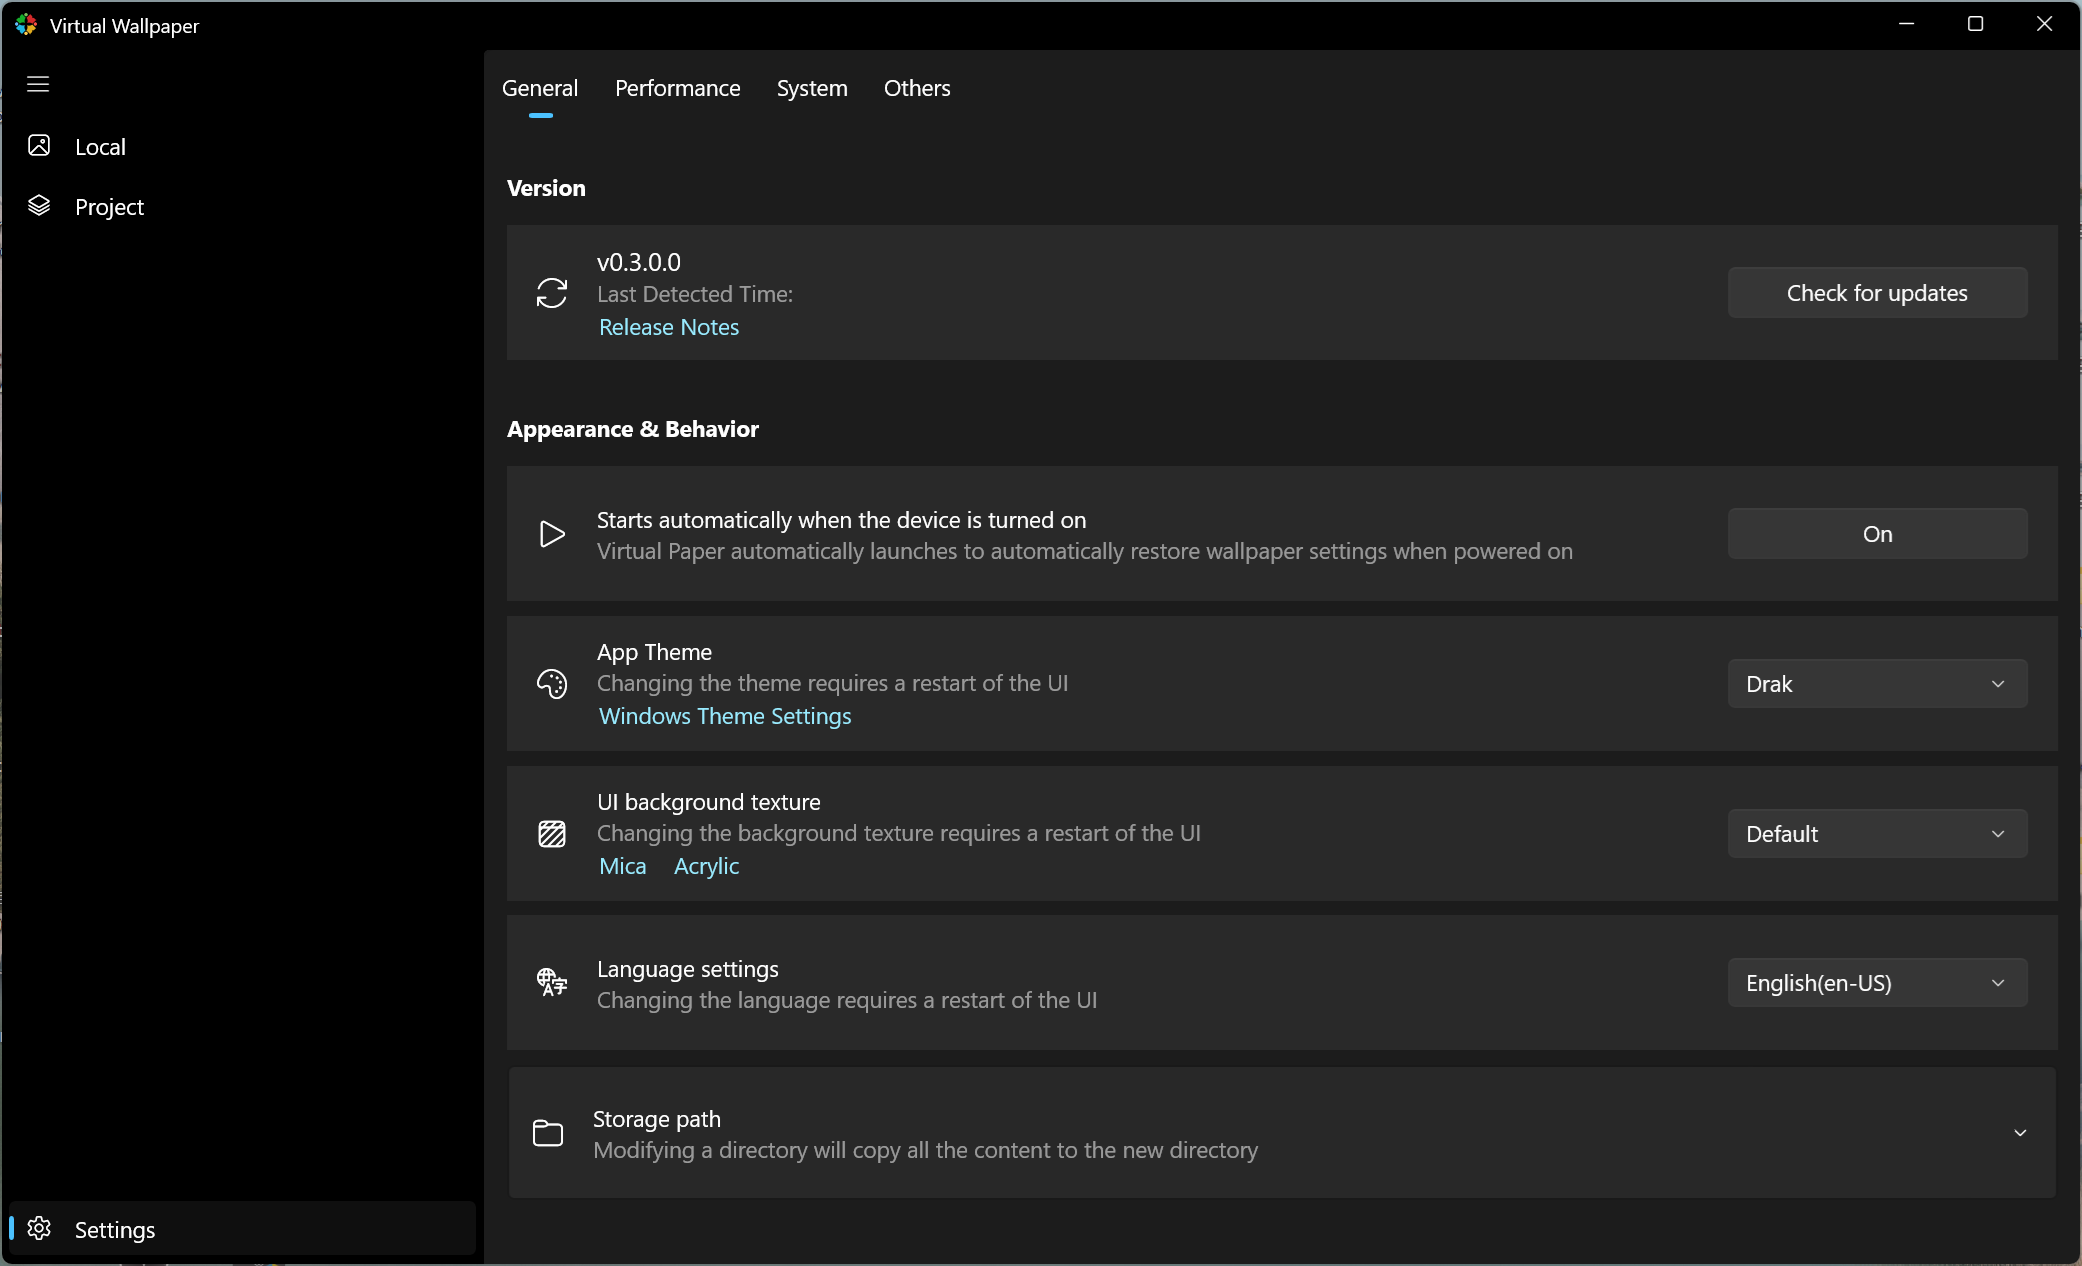 Virtual Wallpaper
Local
Project
Settings
General
Performance
System
Others
Version
v0.3.0.0
Last Detected Time:
Release Notes
Check for updates
Appearance & Behavior
Starts automatically when the device is turned on
Virtual Paper automatically launches to automatically restore wallpaper settings when powered on
On
App Theme
Changing the theme requires a restart of the UI
Windows Theme Settings
Drak
UI background texture
Changing the background texture requires a restart of the UI
Mica Acrylic
Default
Language settings
Changing the language requires a restart of the UI
English(en-US)
Storage path
Modifying a directory will copy all the content to the new directory